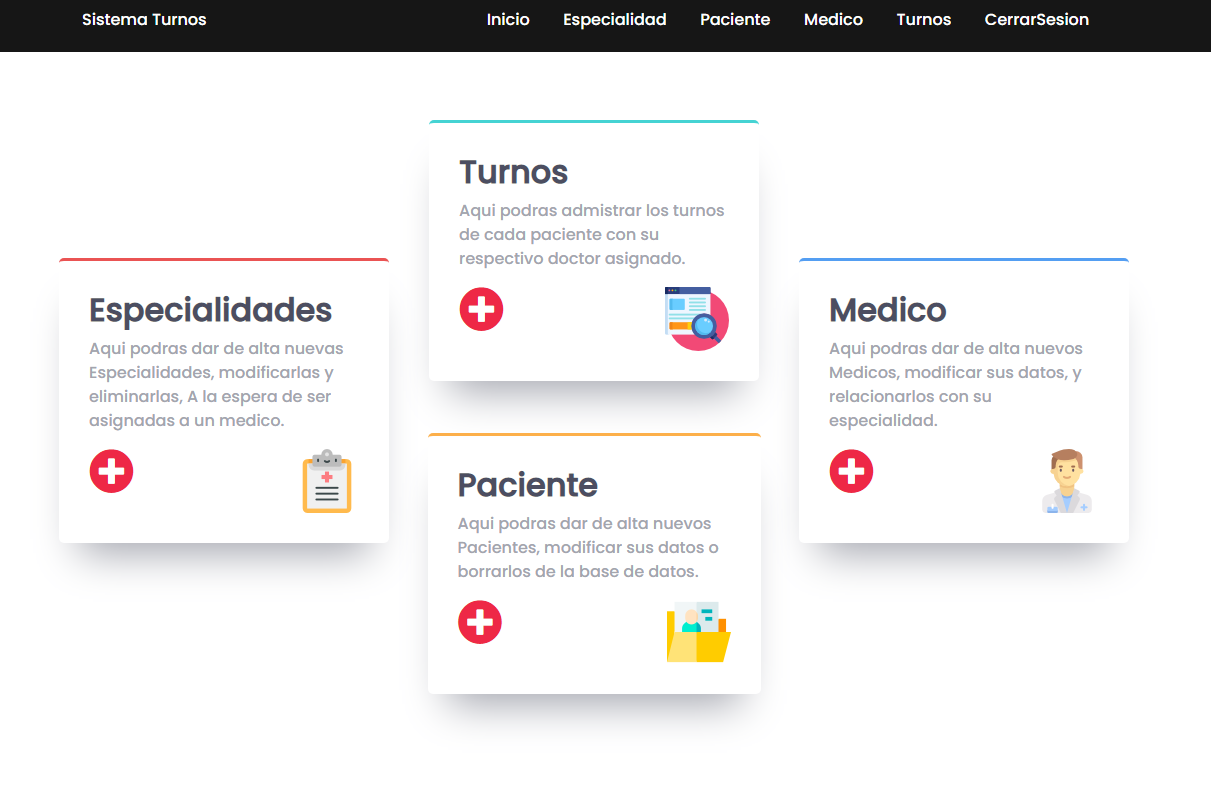 Sistema Turnos
Inicio Especialidad Paciente Medico Turnos CerrarSesion
Turnos
Aqui podras admistrar los turnos
de cada paciente con su
respectivo doctor asignado.
Especialidades
Aqui podras dar de alta nuevas
Especialidades, modificarlas y
eliminarlas, A la espera de ser
asignadas a un medico.
Medico
Aqui podras dar de alta nuevos
Medicos, modificar sus datos, y
relacionarlos con su
especialidad.
Paciente
Aqui podras dar de alta nuevos
Pacientes, modificar sus datos o
borrarlos de la base de datos.